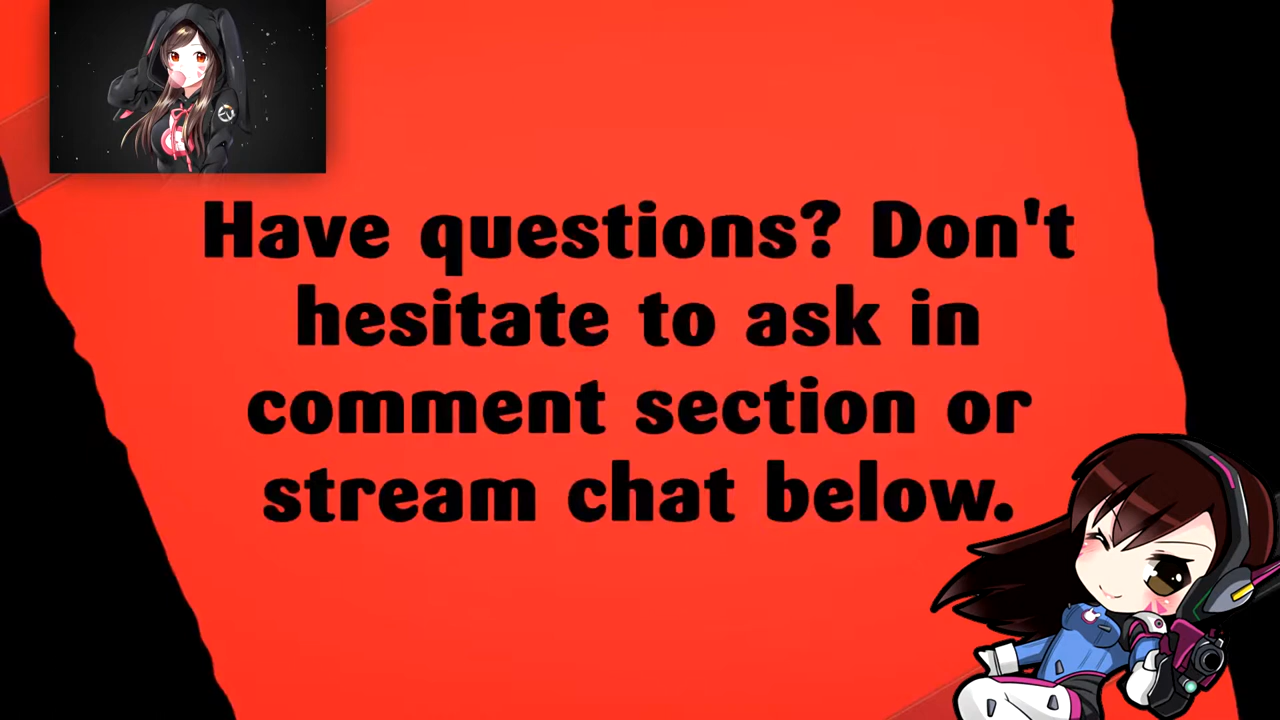 Have questions? Don't
hesitate to ask in
comment section or
stream chat below.